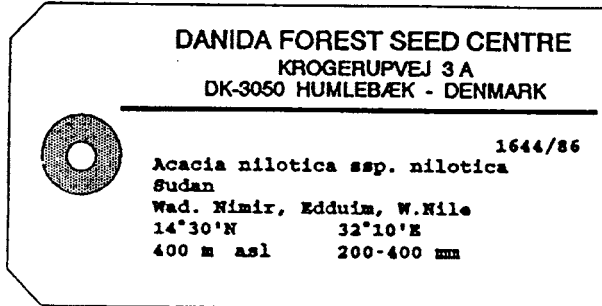 DANIDA FOREST SEED CENTRE
KROGERUPVEJ 3 A
DK-3050 HUMLEBÆK - DENMARK
1644/86
Acacia nilotica ssp. nilotica
Sudan
Wad. Nimir, Edduim, W.Nile
14°30'N 32°10'E
400 m asl 200-400 mm